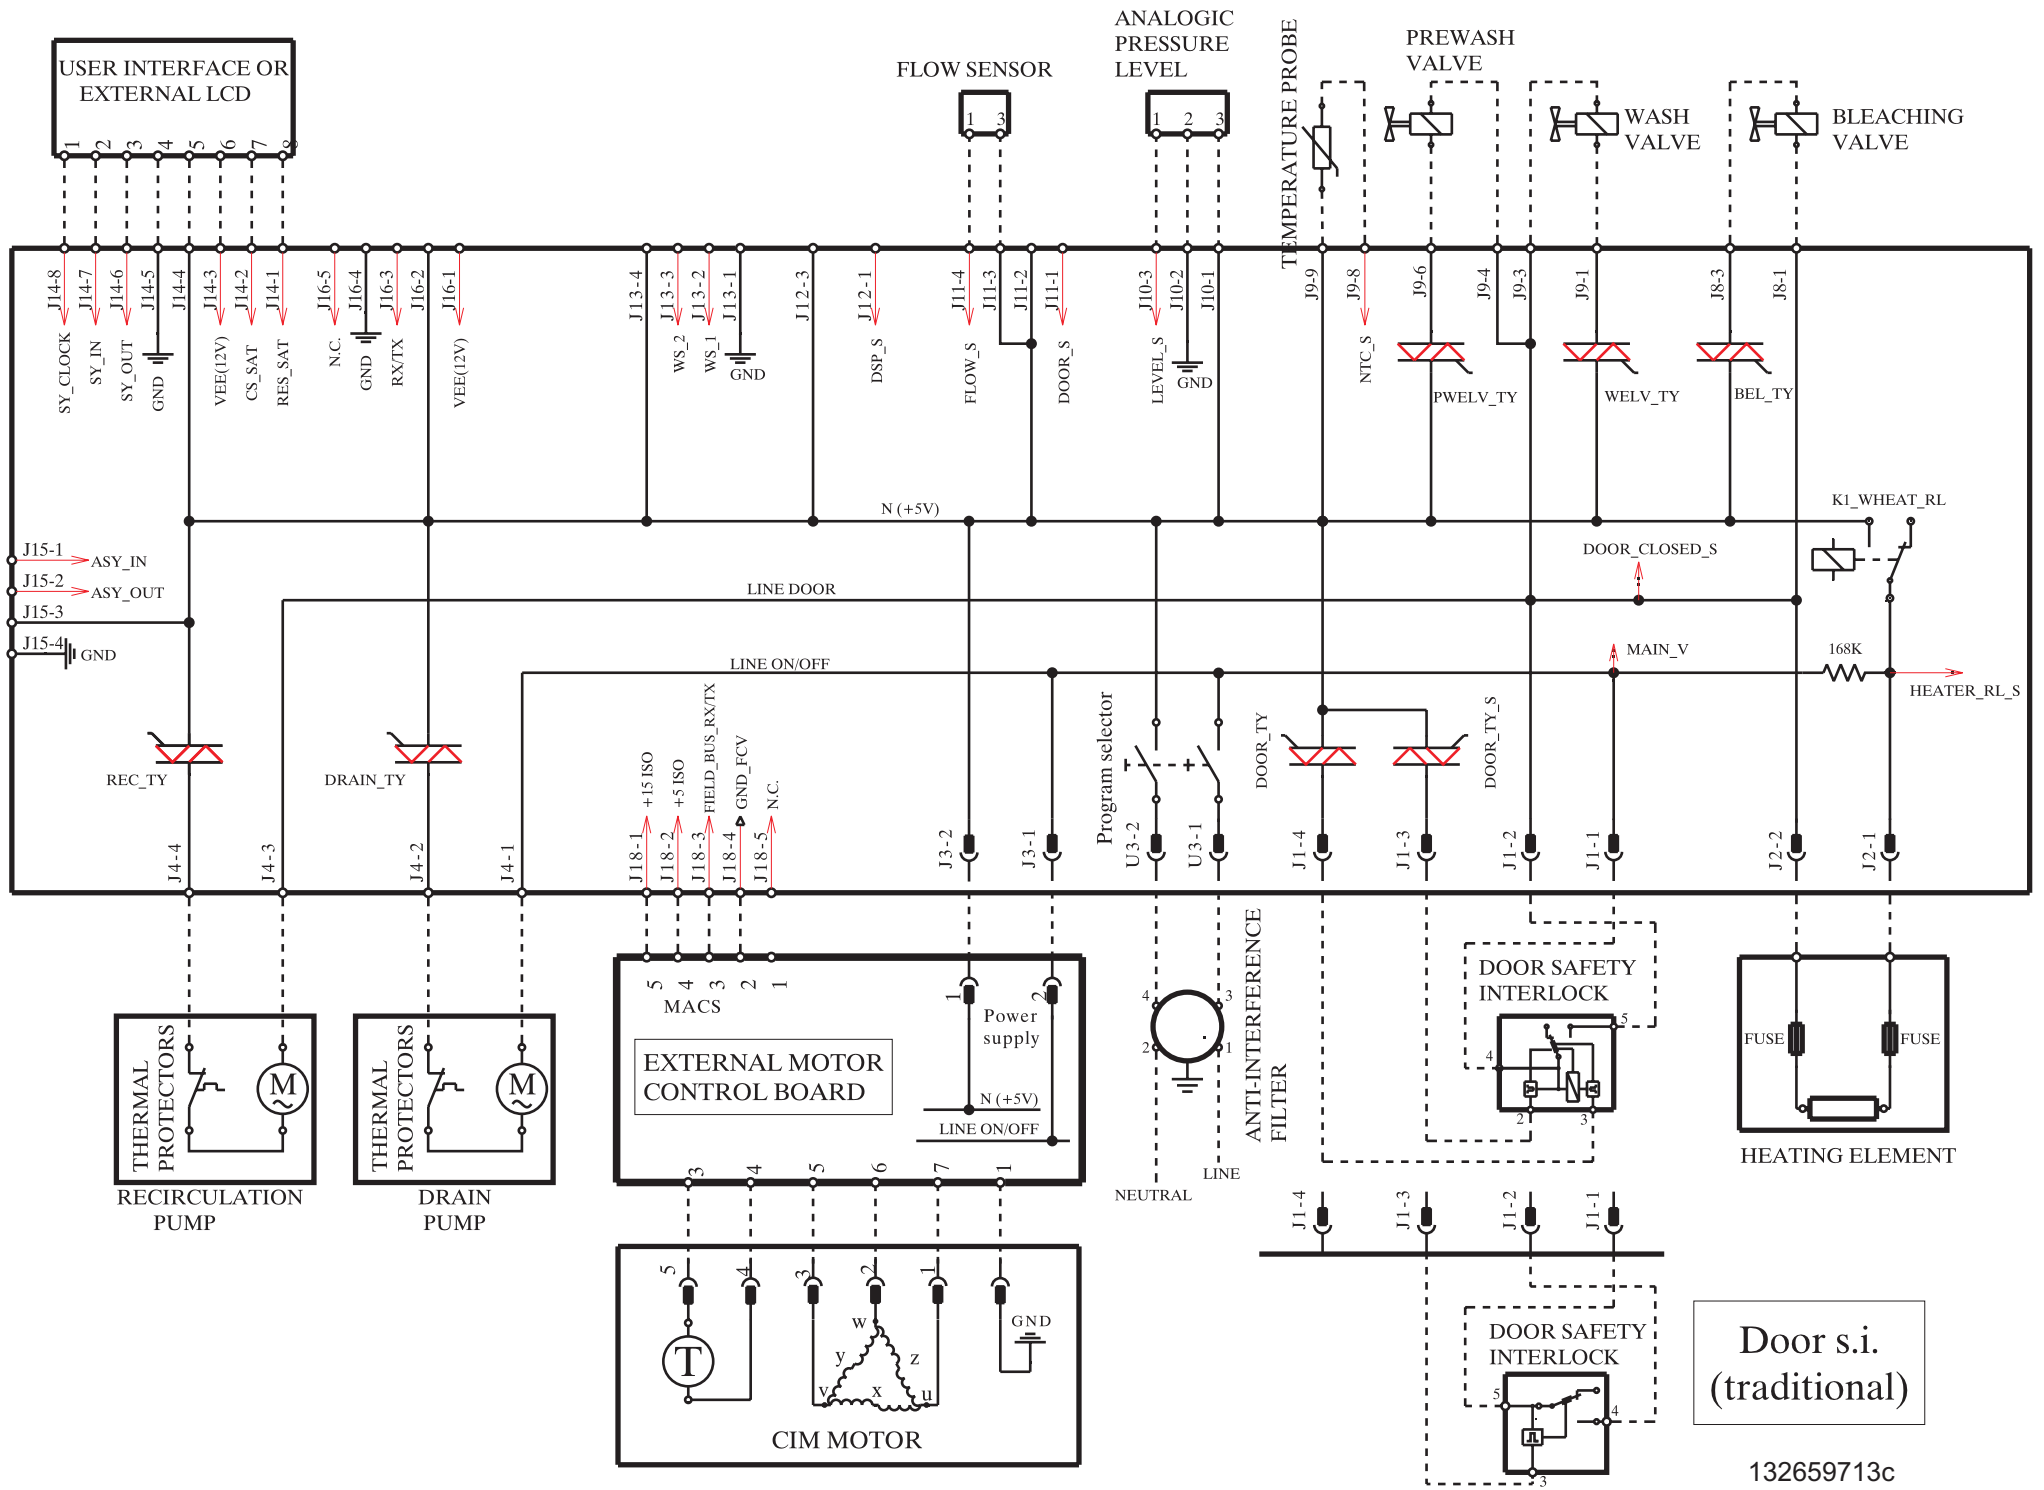 USER INTERFACE OR
EXTERNAL LCD
1 2 3 4 5 6 7 8
FLOW SENSOR
1 3
ANALOGIC
PRESSURE
LEVEL
1 2 3
TEMPERATURE PROBE
PREWASH
VALVE
WASH
VALVE
BLEACHING
VALVE
J14-8 J14-7 J14-6 J14-5 J14-4 J14-3 J14-2 J14-1 J16-5 J16-4 J16-3 J16-2 J16-1 J13-4 J13-3 J13-2 J13-1 J12-3 J12-1 J11-4 J11-3 J11-2 J11-1 J10-3 J10-2 J10-1 J9-9 J9-8 J9-6 J9-4 J9-3 J9-1 J8-3 J8-1
SY_CLOCK SY_IN SY_OUT GND VEE(12V) CS_SAT RES_SAT N.C. GND RX/TX VEE(12V) WS_2 WS_1 GND DSP_S FLOW_S DOOR_S LEVEL_S GND NTC_S PWELV_TY WELV_TY BEL_TY
N (+5V)
K1_WHEAT_RL
J15-1 ASY_IN
J15-2 ASY_OUT
J15-3
J15-4 GND
DOOR_CLOSED_S
LINE DOOR
LINE ON/OFF
MAIN_V
168K
HEATER_RL_S
REC_TY
DRAIN_TY
+15 ISO +5 ISO FIELD_BUS_RX/TX GND_FCV N.C.
Program selector
DOOR_TY
DOOR_TY_S
J4-4 J4-3 J4-2 J4-1 J18-1 J18-2 J18-3 J18-4 J18-5 J3-2 J3-1 U3-2 U3-1 J1-4 J1-3 J1-2 J1-1 J2-2 J2-1
5 4 3 2 1
MACS
1 2
Power
supply
EXTERNAL MOTOR
CONTROL BOARD
N (+5V)
LINE ON/OFF
3 4 5 6 7 1
4 3
2 1
ANTI-INTERFERENCE
FILTER
NEUTRAL
LINE
DOOR SAFETY
INTERLOCK
5
4
2 3
FUSE FUSE
HEATING ELEMENT
THERMAL
PROTECTORS
M
RECIRCULATION
PUMP
THERMAL
PROTECTORS
M
DRAIN
PUMP
5 4 3 2 1
T
w
y z
v x u
GND
CIM MOTOR
J1-4 J1-3 J1-2 J1-1
DOOR SAFETY
INTERLOCK
5
4
3
Door s.i.
(traditional)
132659713c